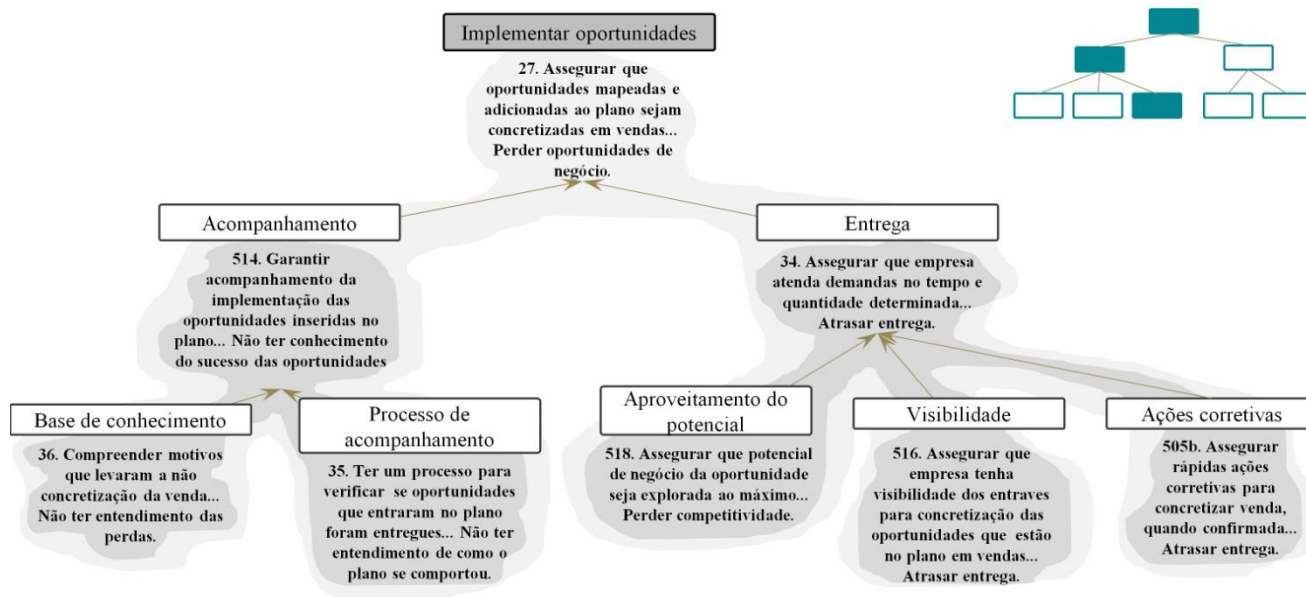 Implementar oportunidades
27. Assegurar que
oportunidades mapeadas e
adicionadas ao plano sejam
concretizadas em vendas...
Perder oportunidades de
negócio.
Acompanhamento
514. Garantir
acompanhamento da
implementação das
oportunidades inseridas no
plano... Não ter conhecimento
do sucesso das oportunidades
Entrega
34. Assegurar que empresa
atenda demandas no tempo e
quantidade determinada...
Atrasar entrega.
Base de conhecimento
36. Compreender motivos
que levaram a não
concretização da venda...
Não ter entendimento das
perdas.
Processo de
acompanhamento
35. Ter um processo para
verificar se oportunidades
que entraram no plano
foram entregues... Não ter
entendimento de como o
plano se comportou.
Aproveitamento do
potencial
518. Assegurar que potencial
de negócio da oportunidade
seja explorada ao máximo...
Perder competitividade.
Visibilidade
516. Assegurar que
empresa tenha
visibilidade dos entraves
para concretização das
oportunidades que estão
no plano em vendas...
Atrasar entrega.
Ações corretivas
505b. Assegurar
rápidas ações
corretivas para
concretizar venda,
quando confirmada...
Atrasar entrega.